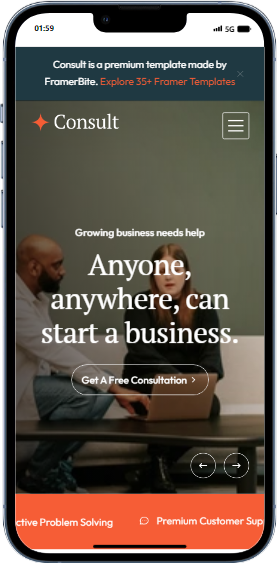 01:59
5G
Consult is a premium template made by
FramerBite. Explore 35+ Framer Templates
Consult
Growing business needs help
Anyone,
anywhere, can
start a business.
Get A Free Consultation
ctive Problem Solving
Premium Customer Sup